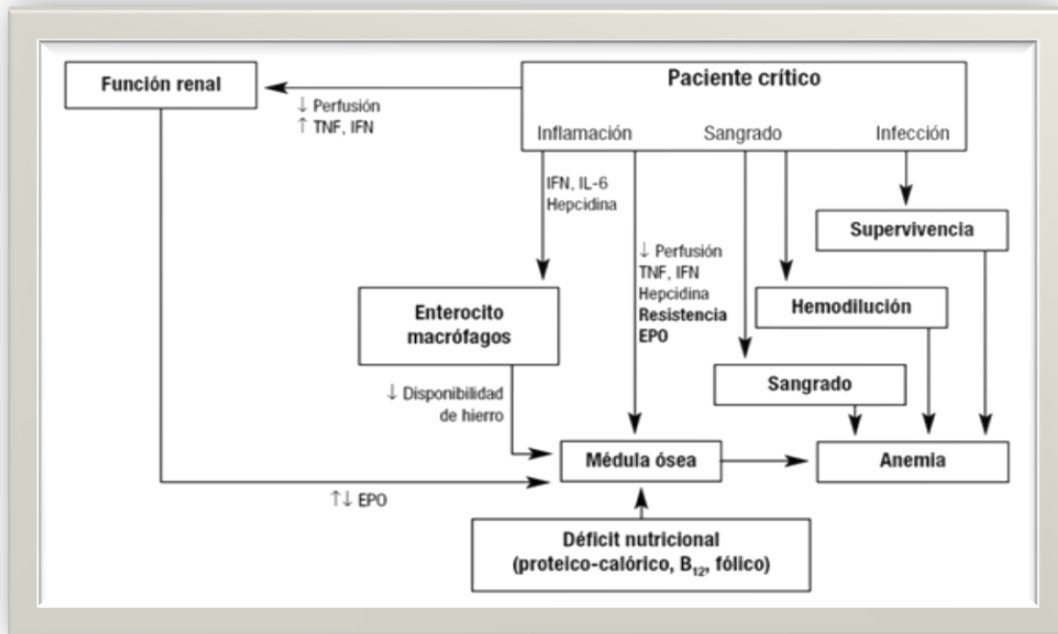 Función renal
Paciente crítico
↓ Perfusión
↑ TNF, IFN
Inflamación
Sangrado
Infección
IFN, IL-6
Hepcidina
Supervivencia
↓ Perfusión
TNF, IFN
Hepcidina
Resistencia
EPO
Enterocito
macrófagos
Hemodilución
Sangrado
↓ Disponibilidad
de hierro
Médula ósea
Anemia
↑↓ EPO
Déficit nutricional
(proteico-calórico, B₁₂, fólico)